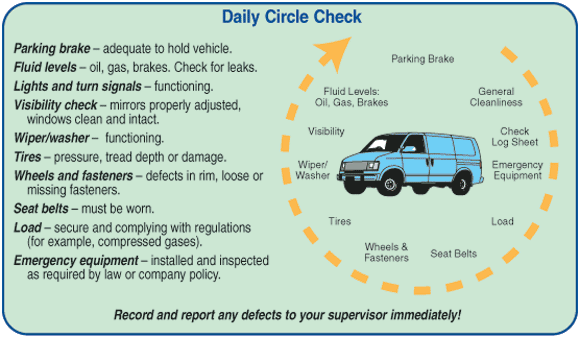 Daily Circle Check
Parking brake – adequate to hold vehicle.
Fluid levels – oil, gas, brakes. Check for leaks.
Lights and turn signals – functioning.
Visibility check – mirrors properly adjusted,
windows clean and intact.
Wiper/washer – functioning.
Tires – pressure, tread depth or damage.
Wheels and fasteners – defects in rim, loose or
missing fasteners.
Seat belts – must be worn.
Load – secure and complying with regulations
(for example, compressed gases).
Emergency equipment – installed and inspected
as required by law or company policy.
Parking Brake
General
Cleanliness
Check
Log Sheet
Emergency
Equipment
Load
Seat Belts
Wheels &
Fasteners
Tires
Wiper/
Washer
Visibility
Fluid Levels:
Oil, Gas, Brakes
Record and report any defects to your supervisor immediately!